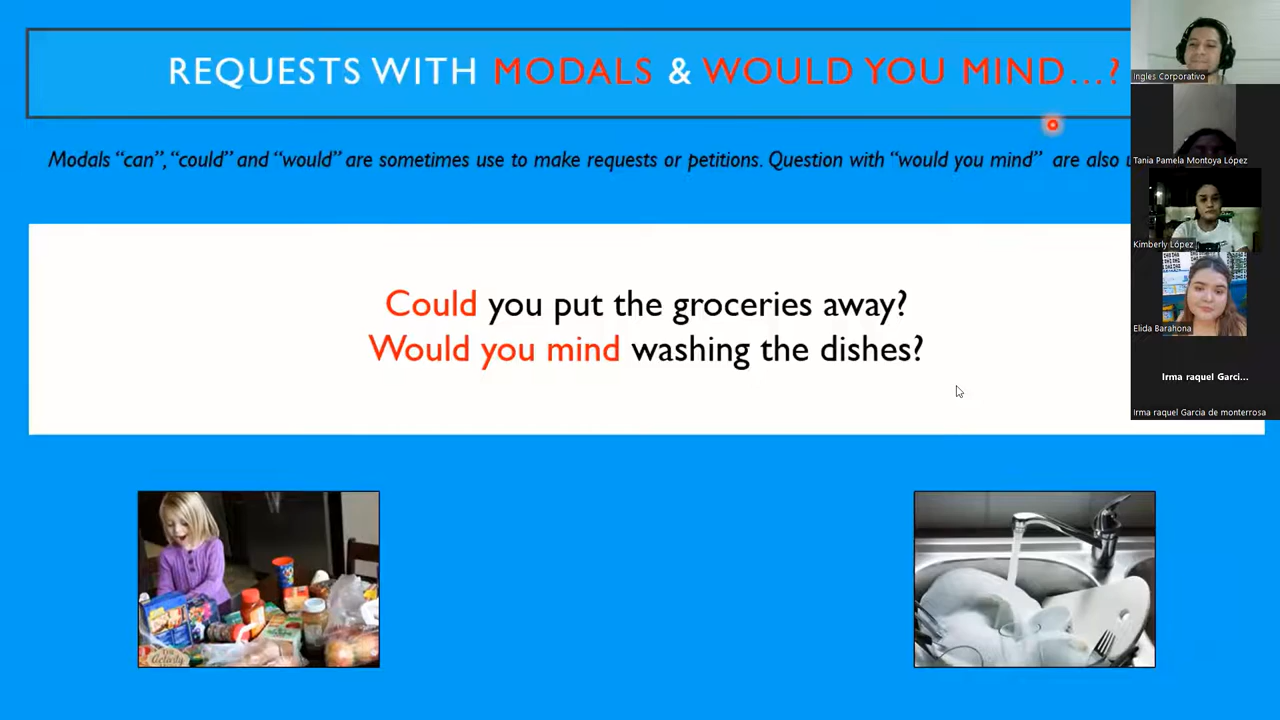 REQUESTS WITH MODALS & WOULD YOU MIND...?
Modals "can", "could" and "would" are sometimes use to make requests or petitions. Question with "would you mind" are also
Could you put the groceries away?
Would you mind washing the dishes?
Ingles Corporativo
Tania Pamela Montoya López
Kimberly López
Elida Barahona
Irma raquel Garci...
Irma raquel Garcia de monterrosa